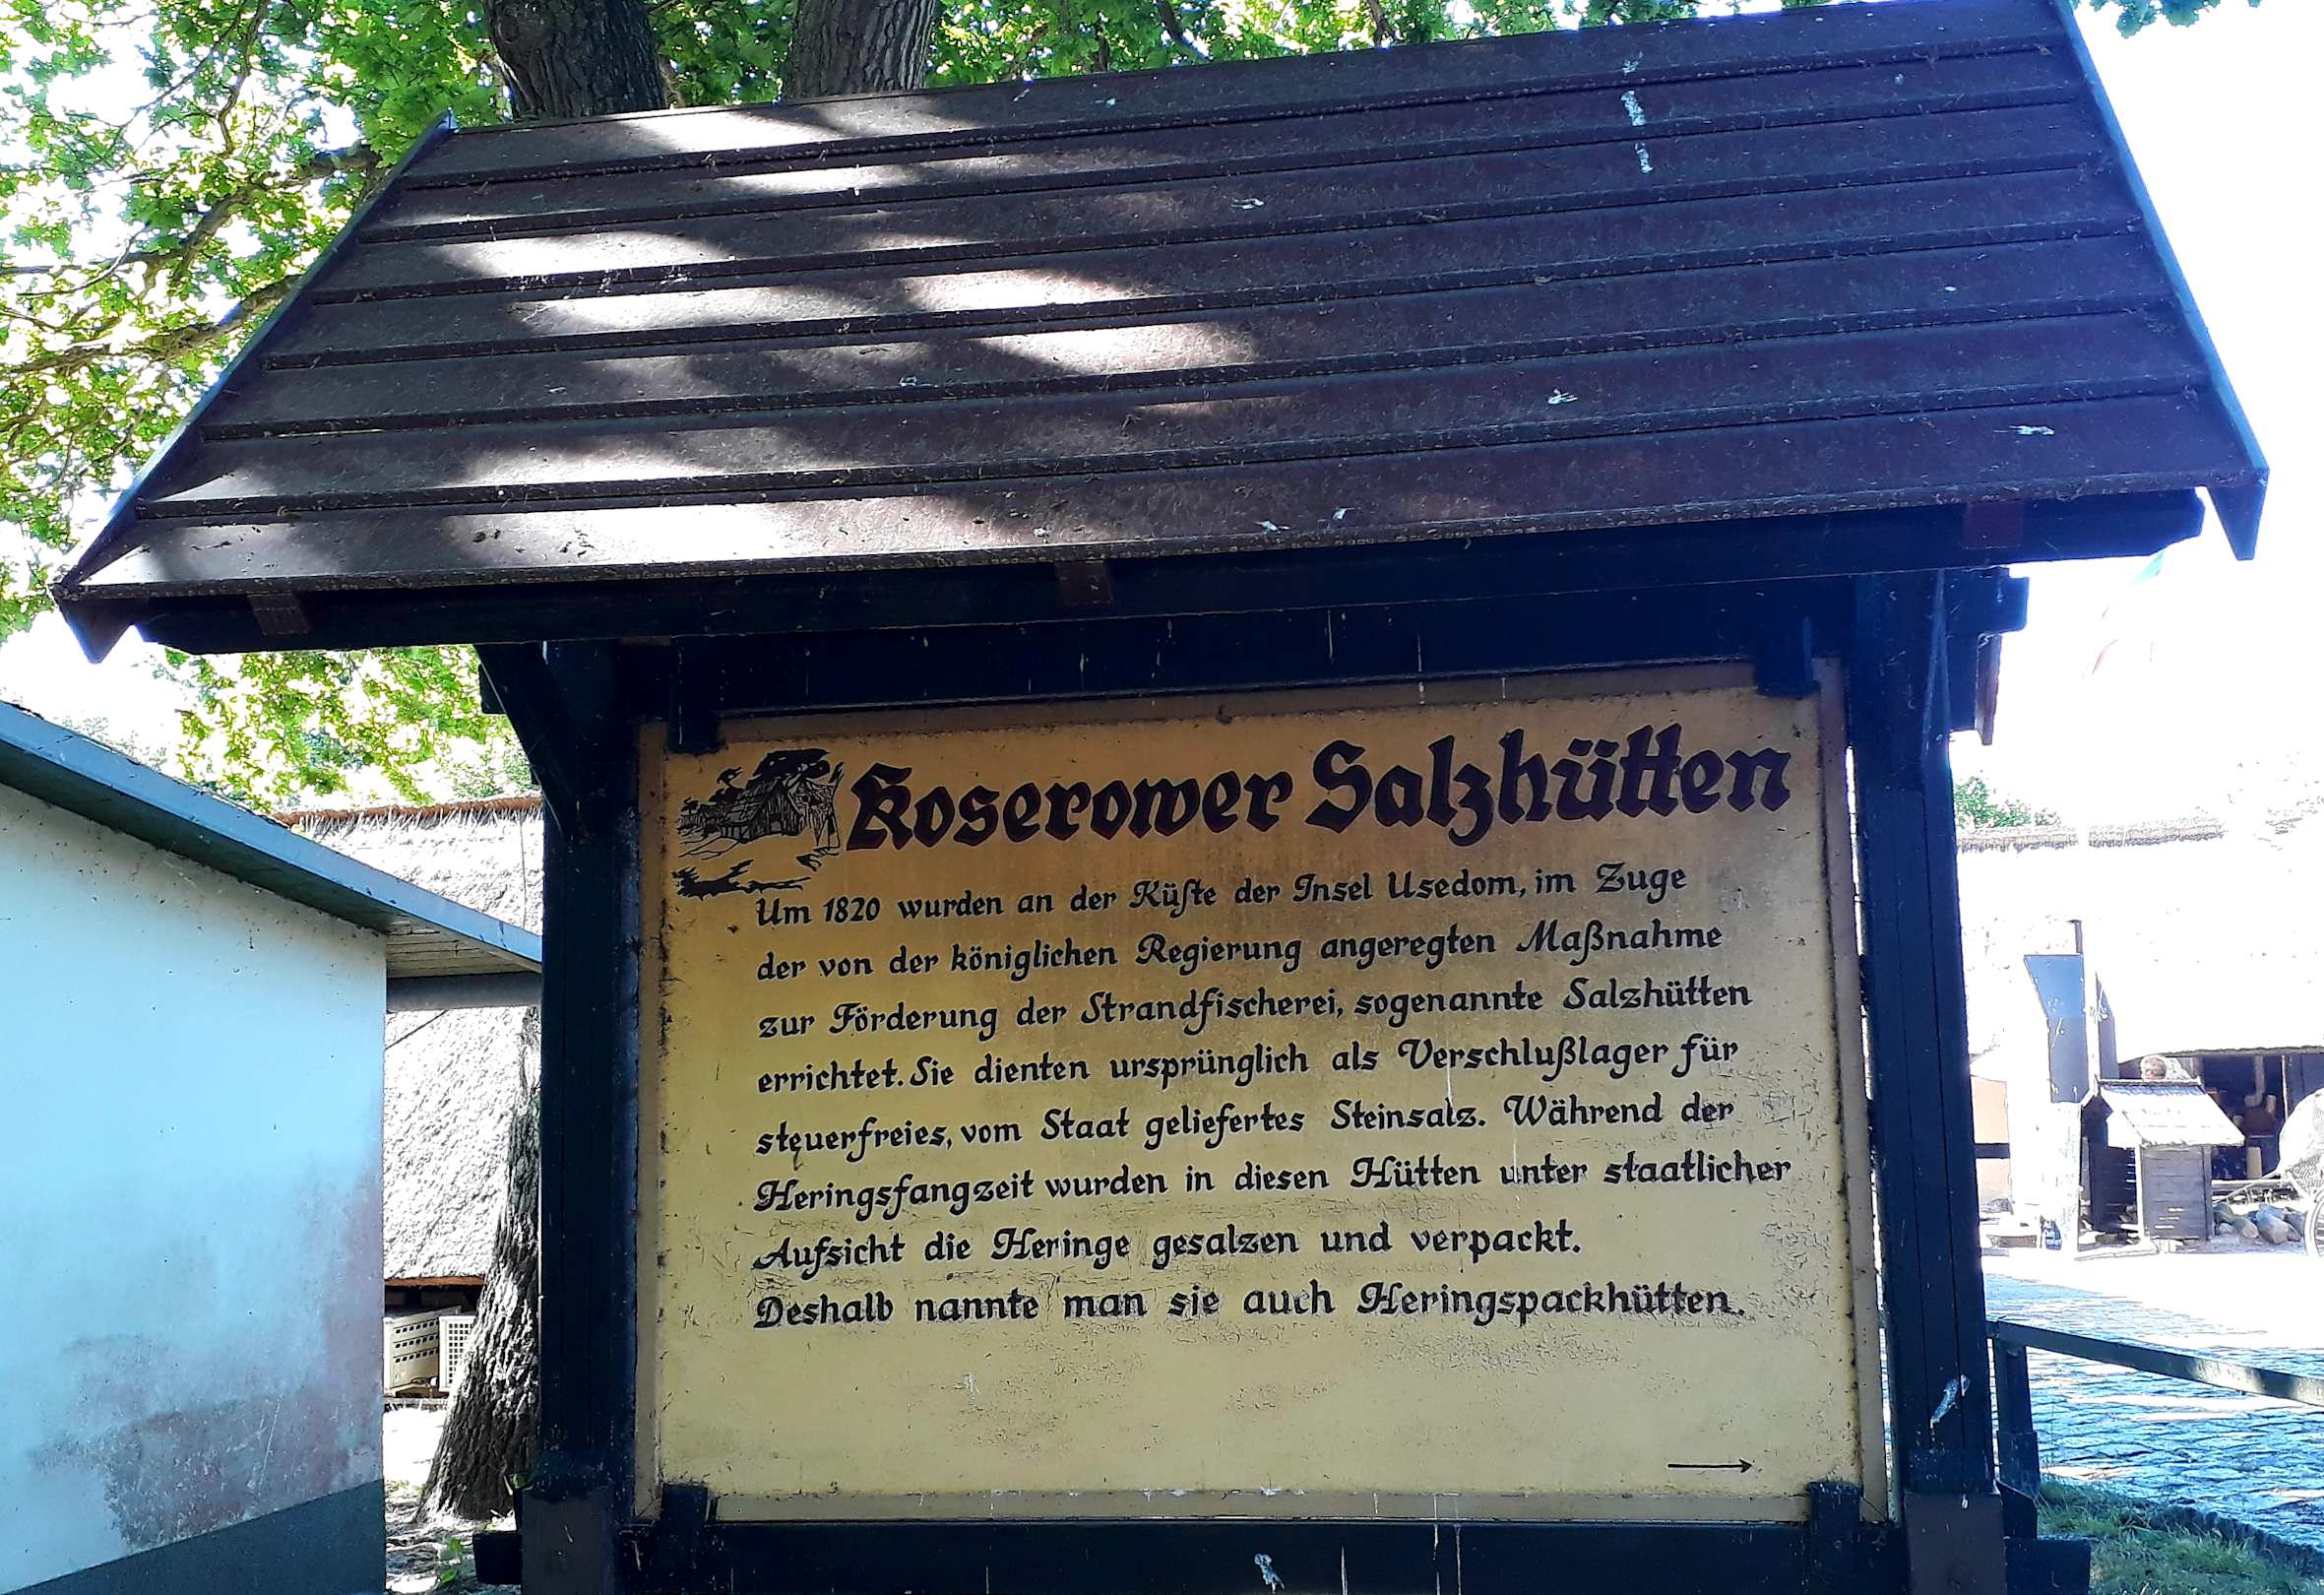 Koserower Salzhütten
Um 1820 wurden an der Küſte der Insel Usedom, im Zuge
der von der königlichen Regierung angeregten Maßnahme
zur Förderung der Strandfischerei, sogenannte Salzhütten
errichtet. Sie dienten ursprünglich als Verschlußlager für
steuerfreies, vom Staat geliefertes Steinsalz. Während der
Heringsfangzeit wurden in diesen Hütten unter staatlicher
Aufsicht die Heringe gesalzen und verpackt.
Deshalb nannte man sie auch Heringspackhütten.